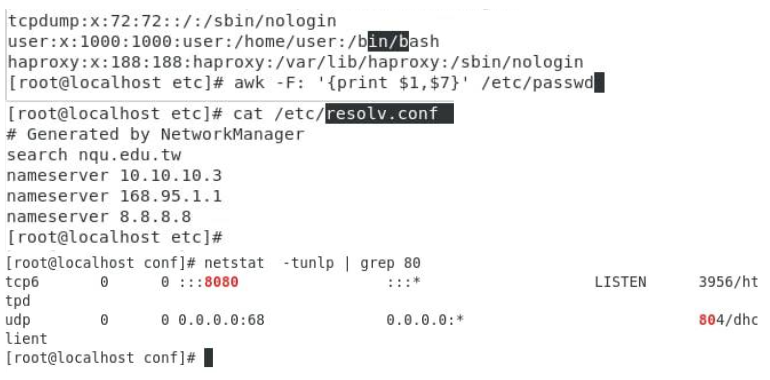 tcpdump:x:72:72::/:/sbin/nologin
user:x:1000:1000:user:/home/user:/bin/bash
haproxy:x:188:188:haproxy:/var/lib/haproxy:/sbin/nologin
[root@localhost etc]# awk -F: '{print $1,$7}' /etc/passwd
[root@localhost etc]# cat /etc/resolv.conf
# Generated by NetworkManager
search nqu.edu.tw
nameserver 10.10.10.3
nameserver 168.95.1.1
nameserver 8.8.8.8
[root@localhost etc]#
[root@localhost conf]# netstat  -tunlp | grep 80
tcp6       0      0 :::8080                 :::*                    LISTEN      3956/ht
tpd
udp        0      0 0.0.0.0:68              0.0.0.0:*                           804/dhc
lient
[root@localhost conf]#